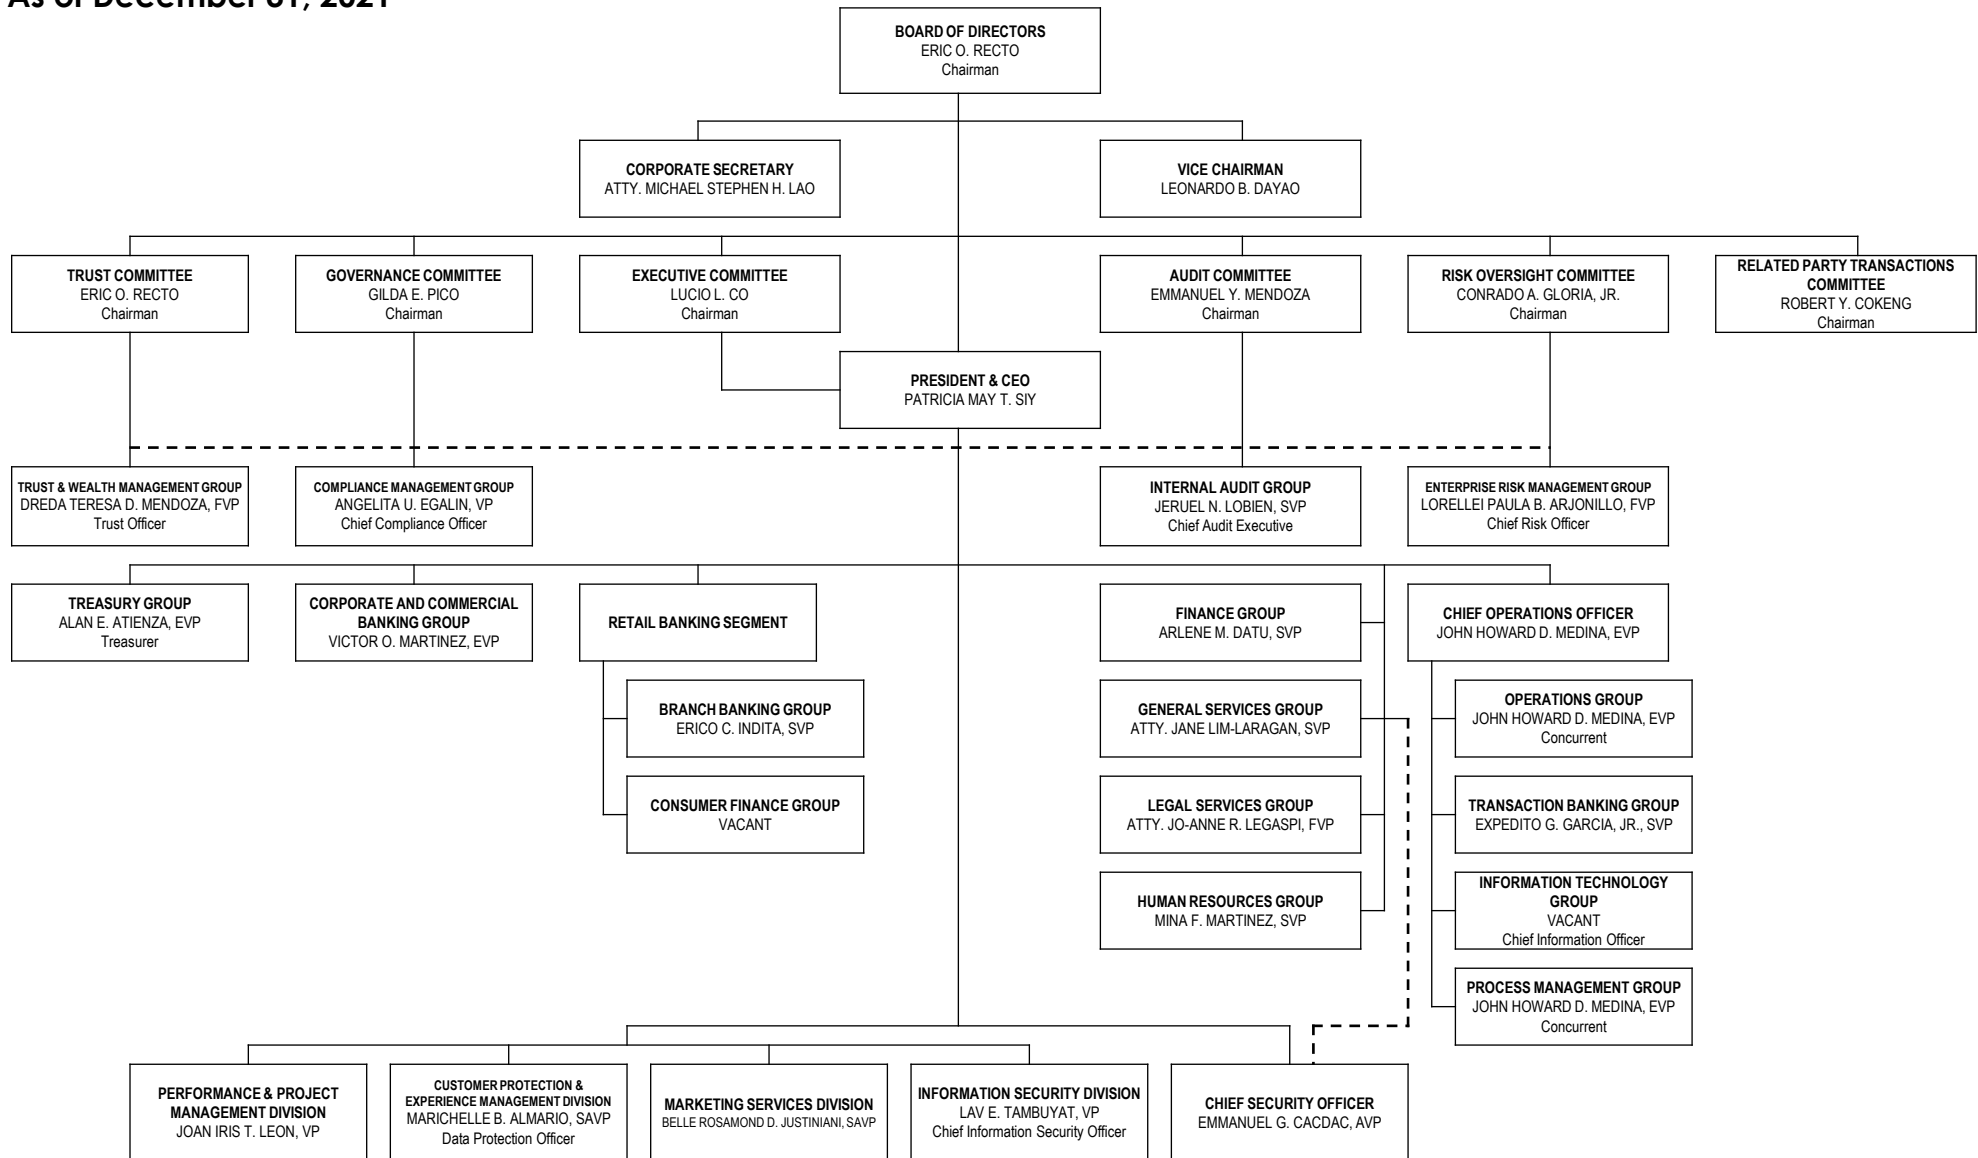 As of December 31, 2021
BOARD OF DIRECTORS
ERIC O. RECTO
Chairman
CORPORATE SECRETARY
ATTY. MICHAEL STEPHEN H. LAO
VICE CHAIRMAN
LEONARDO B. DAYAO
TRUST COMMITTEE
ERIC O. RECTO
Chairman
GOVERNANCE COMMITTEE
GILDA E. PICO
Chairman
EXECUTIVE COMMITTEE
LUCIO L. CO
Chairman
AUDIT COMMITTEE
EMMANUEL Y. MENDOZA
Chairman
RISK OVERSIGHT COMMITTEE
CONRADO A. GLORIA, JR.
Chairman
RELATED PARTY TRANSACTIONS
COMMITTEE
ROBERT Y. COKENG
Chairman
PRESIDENT & CEO
PATRICIA MAY T. SIY
TRUST & WEALTH MANAGEMENT GROUP
DREDA TERESA D. MENDOZA, FVP
Trust Officer
COMPLIANCE MANAGEMENT GROUP
ANGELITA U. EGALIN, VP
Chief Compliance Officer
INTERNAL AUDIT GROUP
JERUEL N. LOBIEN, SVP
Chief Audit Executive
ENTERPRISE RISK MANAGEMENT GROUP
LORELLEI PAULA B. ARJONILLO, FVP
Chief Risk Officer
TREASURY GROUP
ALAN E. ATIENZA, EVP
Treasurer
CORPORATE AND COMMERCIAL
BANKING GROUP
VICTOR O. MARTINEZ, EVP
RETAIL BANKING SEGMENT
FINANCE GROUP
ARLENE M. DATU, SVP
CHIEF OPERATIONS OFFICER
JOHN HOWARD D. MEDINA, EVP
BRANCH BANKING GROUP
ERICO C. INDITA, SVP
GENERAL SERVICES GROUP
ATTY. JANE LIM-LARAGAN, SVP
OPERATIONS GROUP
JOHN HOWARD D. MEDINA, EVP
Concurrent
CONSUMER FINANCE GROUP
VACANT
LEGAL SERVICES GROUP
ATTY. JO-ANNE R. LEGASPI, FVP
TRANSACTION BANKING GROUP
EXPEDITO G. GARCIA, JR., SVP
HUMAN RESOURCES GROUP
MINA F. MARTINEZ, SVP
INFORMATION TECHNOLOGY
GROUP
VACANT
Chief Information Officer
PROCESS MANAGEMENT GROUP
JOHN HOWARD D. MEDINA, EVP
Concurrent
PERFORMANCE & PROJECT
MANAGEMENT DIVISION
JOAN IRIS T. LEON, VP
CUSTOMER PROTECTION &
EXPERIENCE MANAGEMENT DIVISION
MARICHELLE B. ALMARIO, SAVP
Data Protection Officer
MARKETING SERVICES DIVISION
BELLE ROSAMOND D. JUSTINIANI, SAVP
INFORMATION SECURITY DIVISION
LAV E. TAMBUYAT, VP
Chief Information Security Officer
CHIEF SECURITY OFFICER
EMMANUEL G. CACDAC, AVP